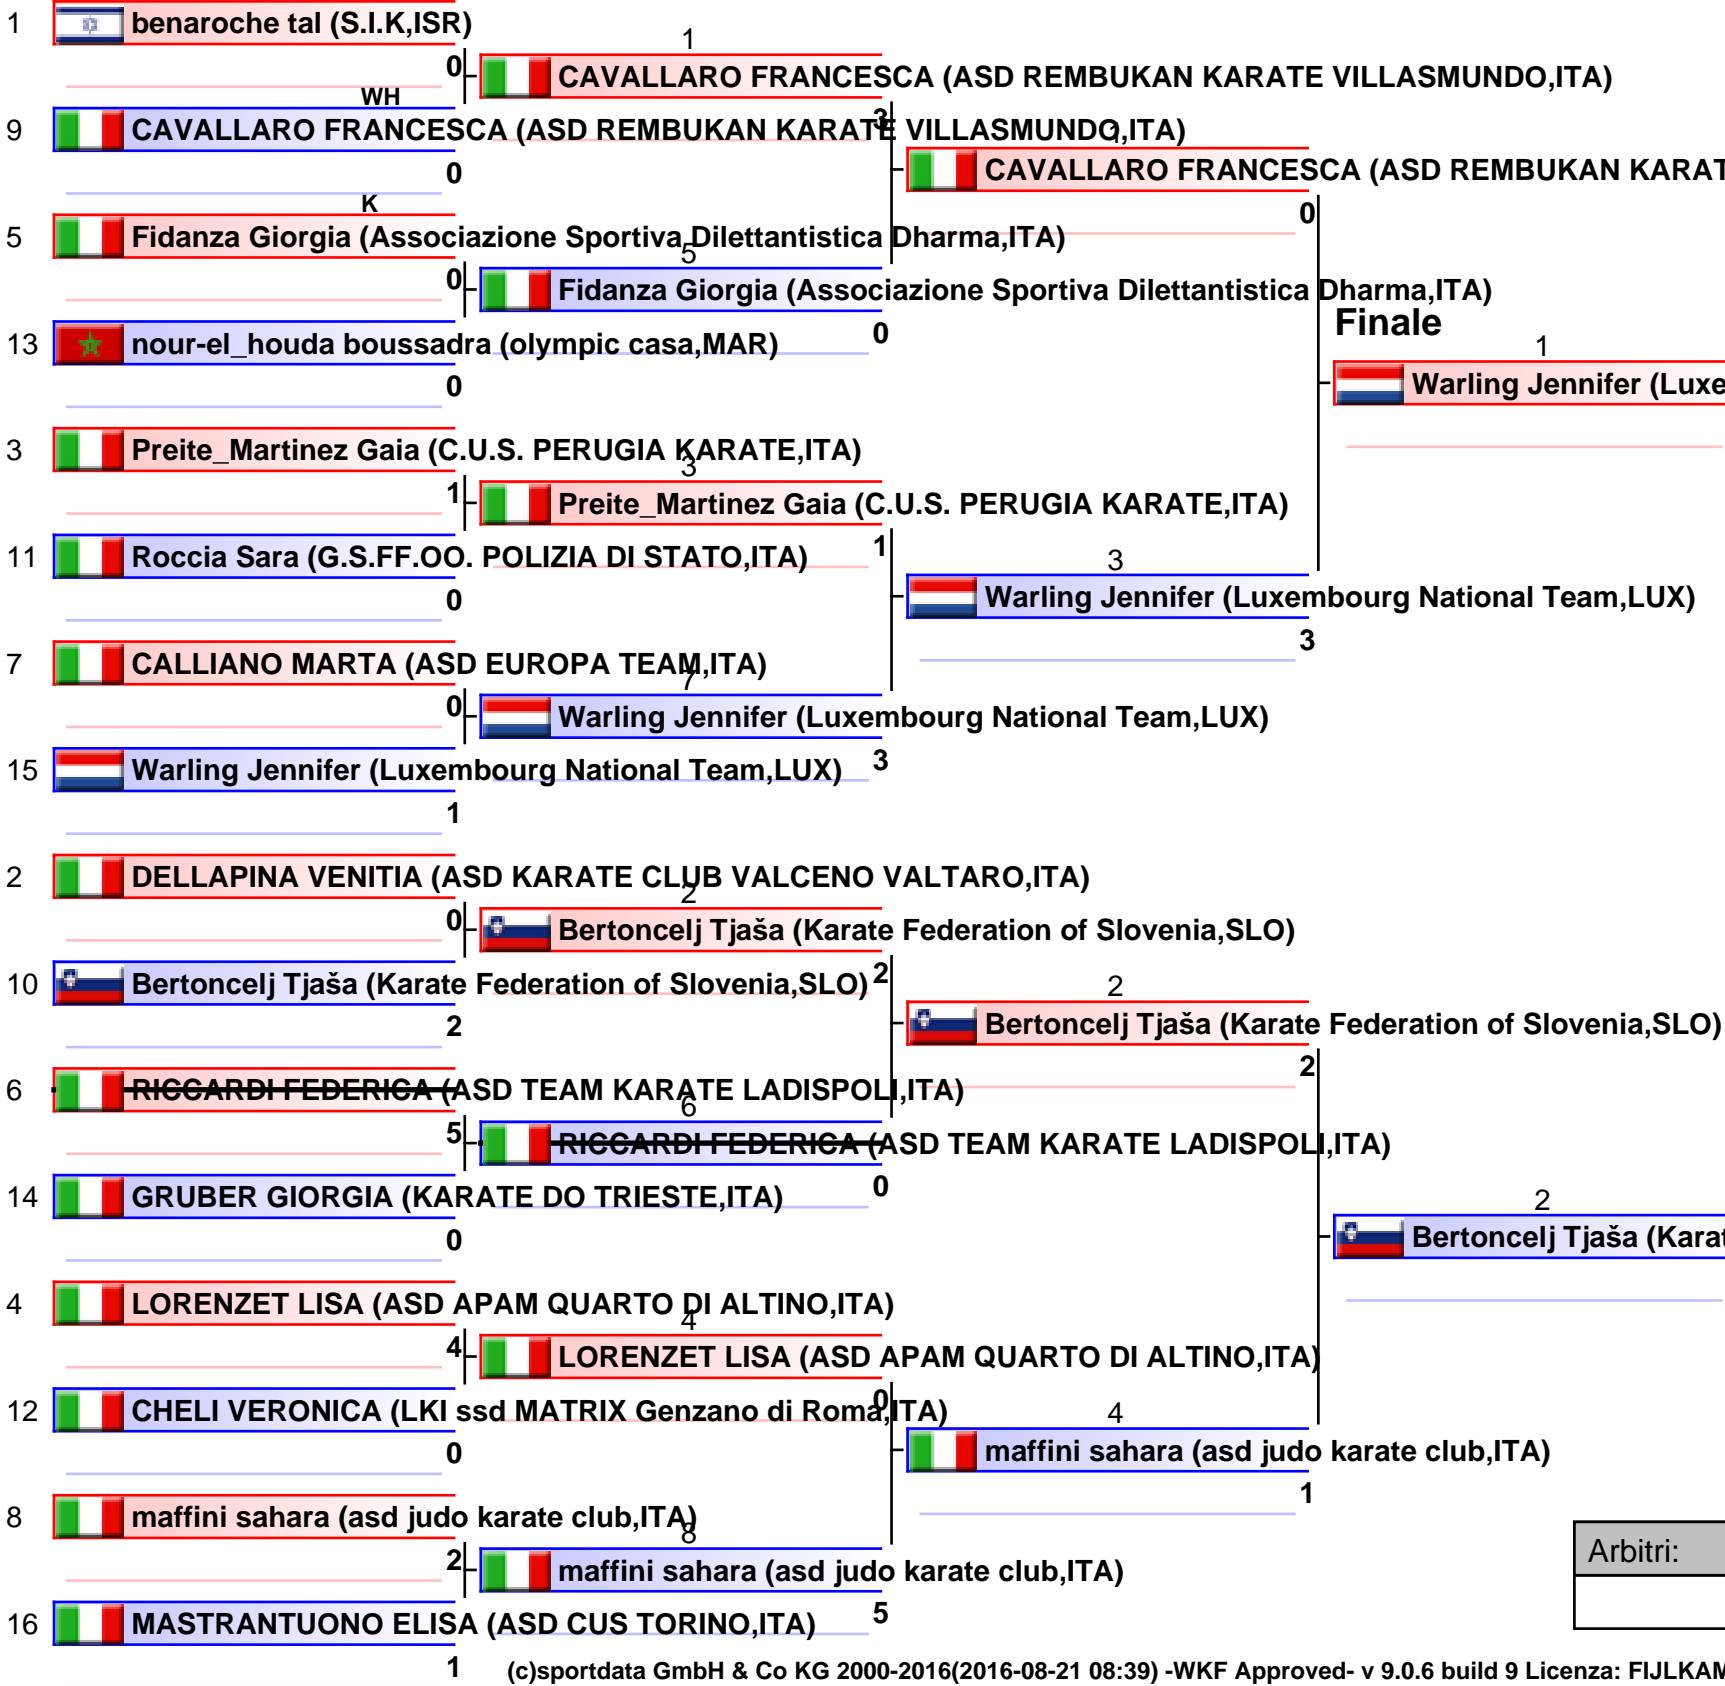 1 benaroche tal (S.I.K,ISR)
0
1
CAVALLARO FRANCESCA (ASD REMBUKAN KARATE VILLASMUNDO,ITA)
3
WH
9 CAVALLARO FRANCESCA (ASD REMBUKAN KARATE VILLASMUNDO,ITA)
0
1
CAVALLARO FRANCESCA (ASD REMBUKAN KARAT
0
K
5 Fidanza Giorgia (Associazione Sportiva Dilettantistica Dharma,ITA)
0
5
Fidanza Giorgia (Associazione Sportiva Dilettantistica Dharma,ITA)
0
13 nour-el_houda boussadra (olympic casa,MAR)
0
Finale
1
Warling Jennifer (Luxe
3 Preite_Martinez Gaia (C.U.S. PERUGIA KARATE,ITA)
1
3
Preite_Martinez Gaia (C.U.S. PERUGIA KARATE,ITA)
1
11 Roccia Sara (G.S.FF.OO. POLIZIA DI STATO,ITA)
0
3
Warling Jennifer (Luxembourg National Team,LUX)
3
7 CALLIANO MARTA (ASD EUROPA TEAM,ITA)
0
7
Warling Jennifer (Luxembourg National Team,LUX)
3
15 Warling Jennifer (Luxembourg National Team,LUX)
1
2 DELLAPINA VENITIA (ASD KARATE CLUB VALCENO VALTARO,ITA)
0
2
Bertoncelj Tjaša (Karate Federation of Slovenia,SLO)
2
10 Bertoncelj Tjaša (Karate Federation of Slovenia,SLO)
2
2
Bertoncelj Tjaša (Karate Federation of Slovenia,SLO)
2
6 RICCARDI FEDERICA (ASD TEAM KARATE LADISPOLI,ITA)
5
6
RICCARDI FEDERICA (ASD TEAM KARATE LADISPOLI,ITA)
0
14 GRUBER GIORGIA (KARATE DO TRIESTE,ITA)
0
2
Bertoncelj Tjaša (Karat
4 LORENZET LISA (ASD APAM QUARTO DI ALTINO,ITA)
4
4
LORENZET LISA (ASD APAM QUARTO DI ALTINO,ITA)
0
12 CHELI VERONICA (LKI ssd MATRIX Genzano di Roma,ITA)
0
4
maffini sahara (asd judo karate club,ITA)
1
8 maffini sahara (asd judo karate club,ITA)
2
8
maffini sahara (asd judo karate club,ITA)
5
16 MASTRANTUONO ELISA (ASD CUS TORINO,ITA)
1
Arbitri:
(c)sportdata GmbH & Co KG 2000-2016(2016-08-21 08:39) -WKF Approved- v 9.0.6 build 9 Licenza: FIJLKAM